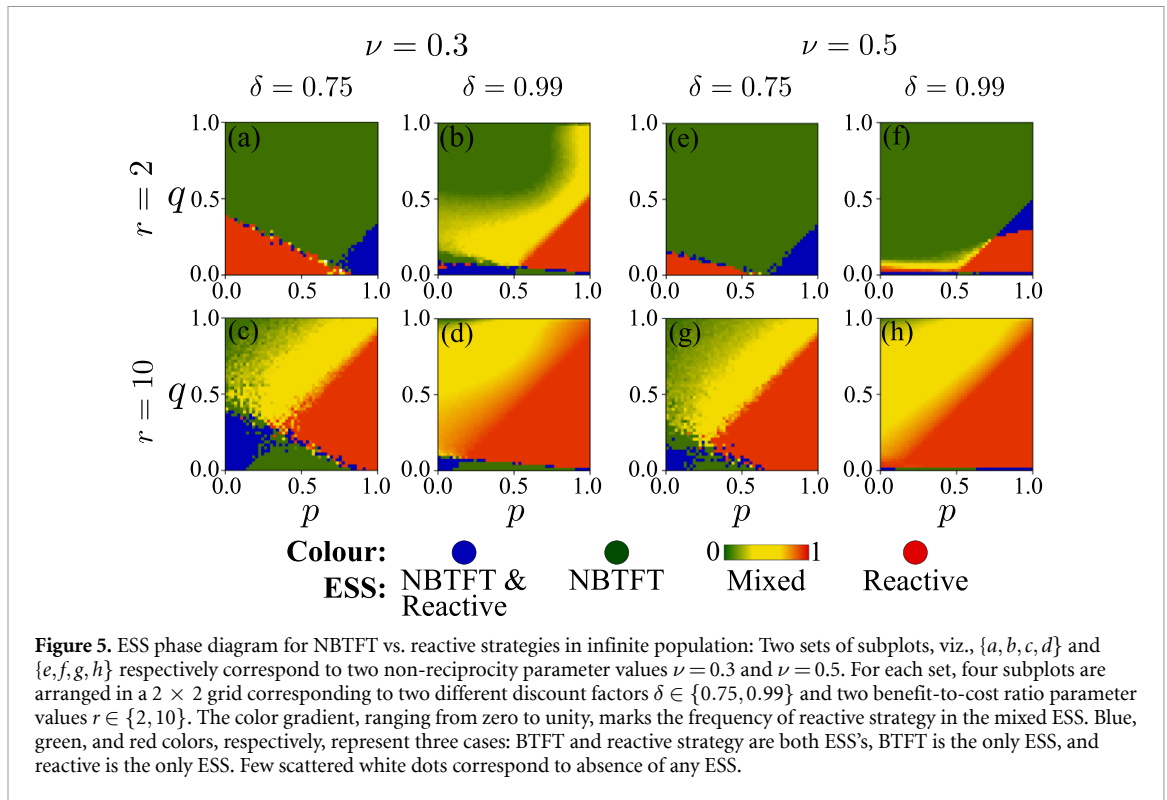 ν = 0.3 ν = 0.5
δ = 0.75 δ = 0.99 δ = 0.75 δ = 0.99
r = 2
q
1.0 0.5 0.0
(a)
0.0 0.5 1.0
1.0 0.5 0.0
(b)
0.0 0.5 1.0
1.0 0.5 0.0
(e)
0.0 0.5 1.0
1.0 0.5 0.0
(f)
0.0 0.5 1.0
r = 10
q
1.0 0.5 0.0
(c)
0.0 0.5 1.0
p
1.0 0.5 0.0
(d)
0.0 0.5 1.0
p
1.0 0.5 0.0
(g)
0.0 0.5 1.0
p
1.0 0.5 0.0
(h)
0.0 0.5 1.0
p
Colour: 0 1
ESS: NBTFT & NBTFT Mixed Reactive
Reactive
Figure 5. ESS phase diagram for NBTFT vs. reactive strategies in infinite population: Two sets of subplots, viz., {a,b,c,d} and
{e,f,g,h} respectively correspond to two non-reciprocity parameter values ν = 0.3 and ν = 0.5. For each set, four subplots are
arranged in a 2 × 2 grid corresponding to two different discount factors δ ∈ {0.75,0.99} and two benefit-to-cost ratio parameter
values r ∈ {2,10}. The color gradient, ranging from zero to unity, marks the frequency of reactive strategy in the mixed ESS. Blue,
green, and red colors, respectively, represent three cases: BTFT and reactive strategy are both ESS's, BTFT is the only ESS, and
reactive is the only ESS. Few scattered white dots correspond to absence of any ESS.